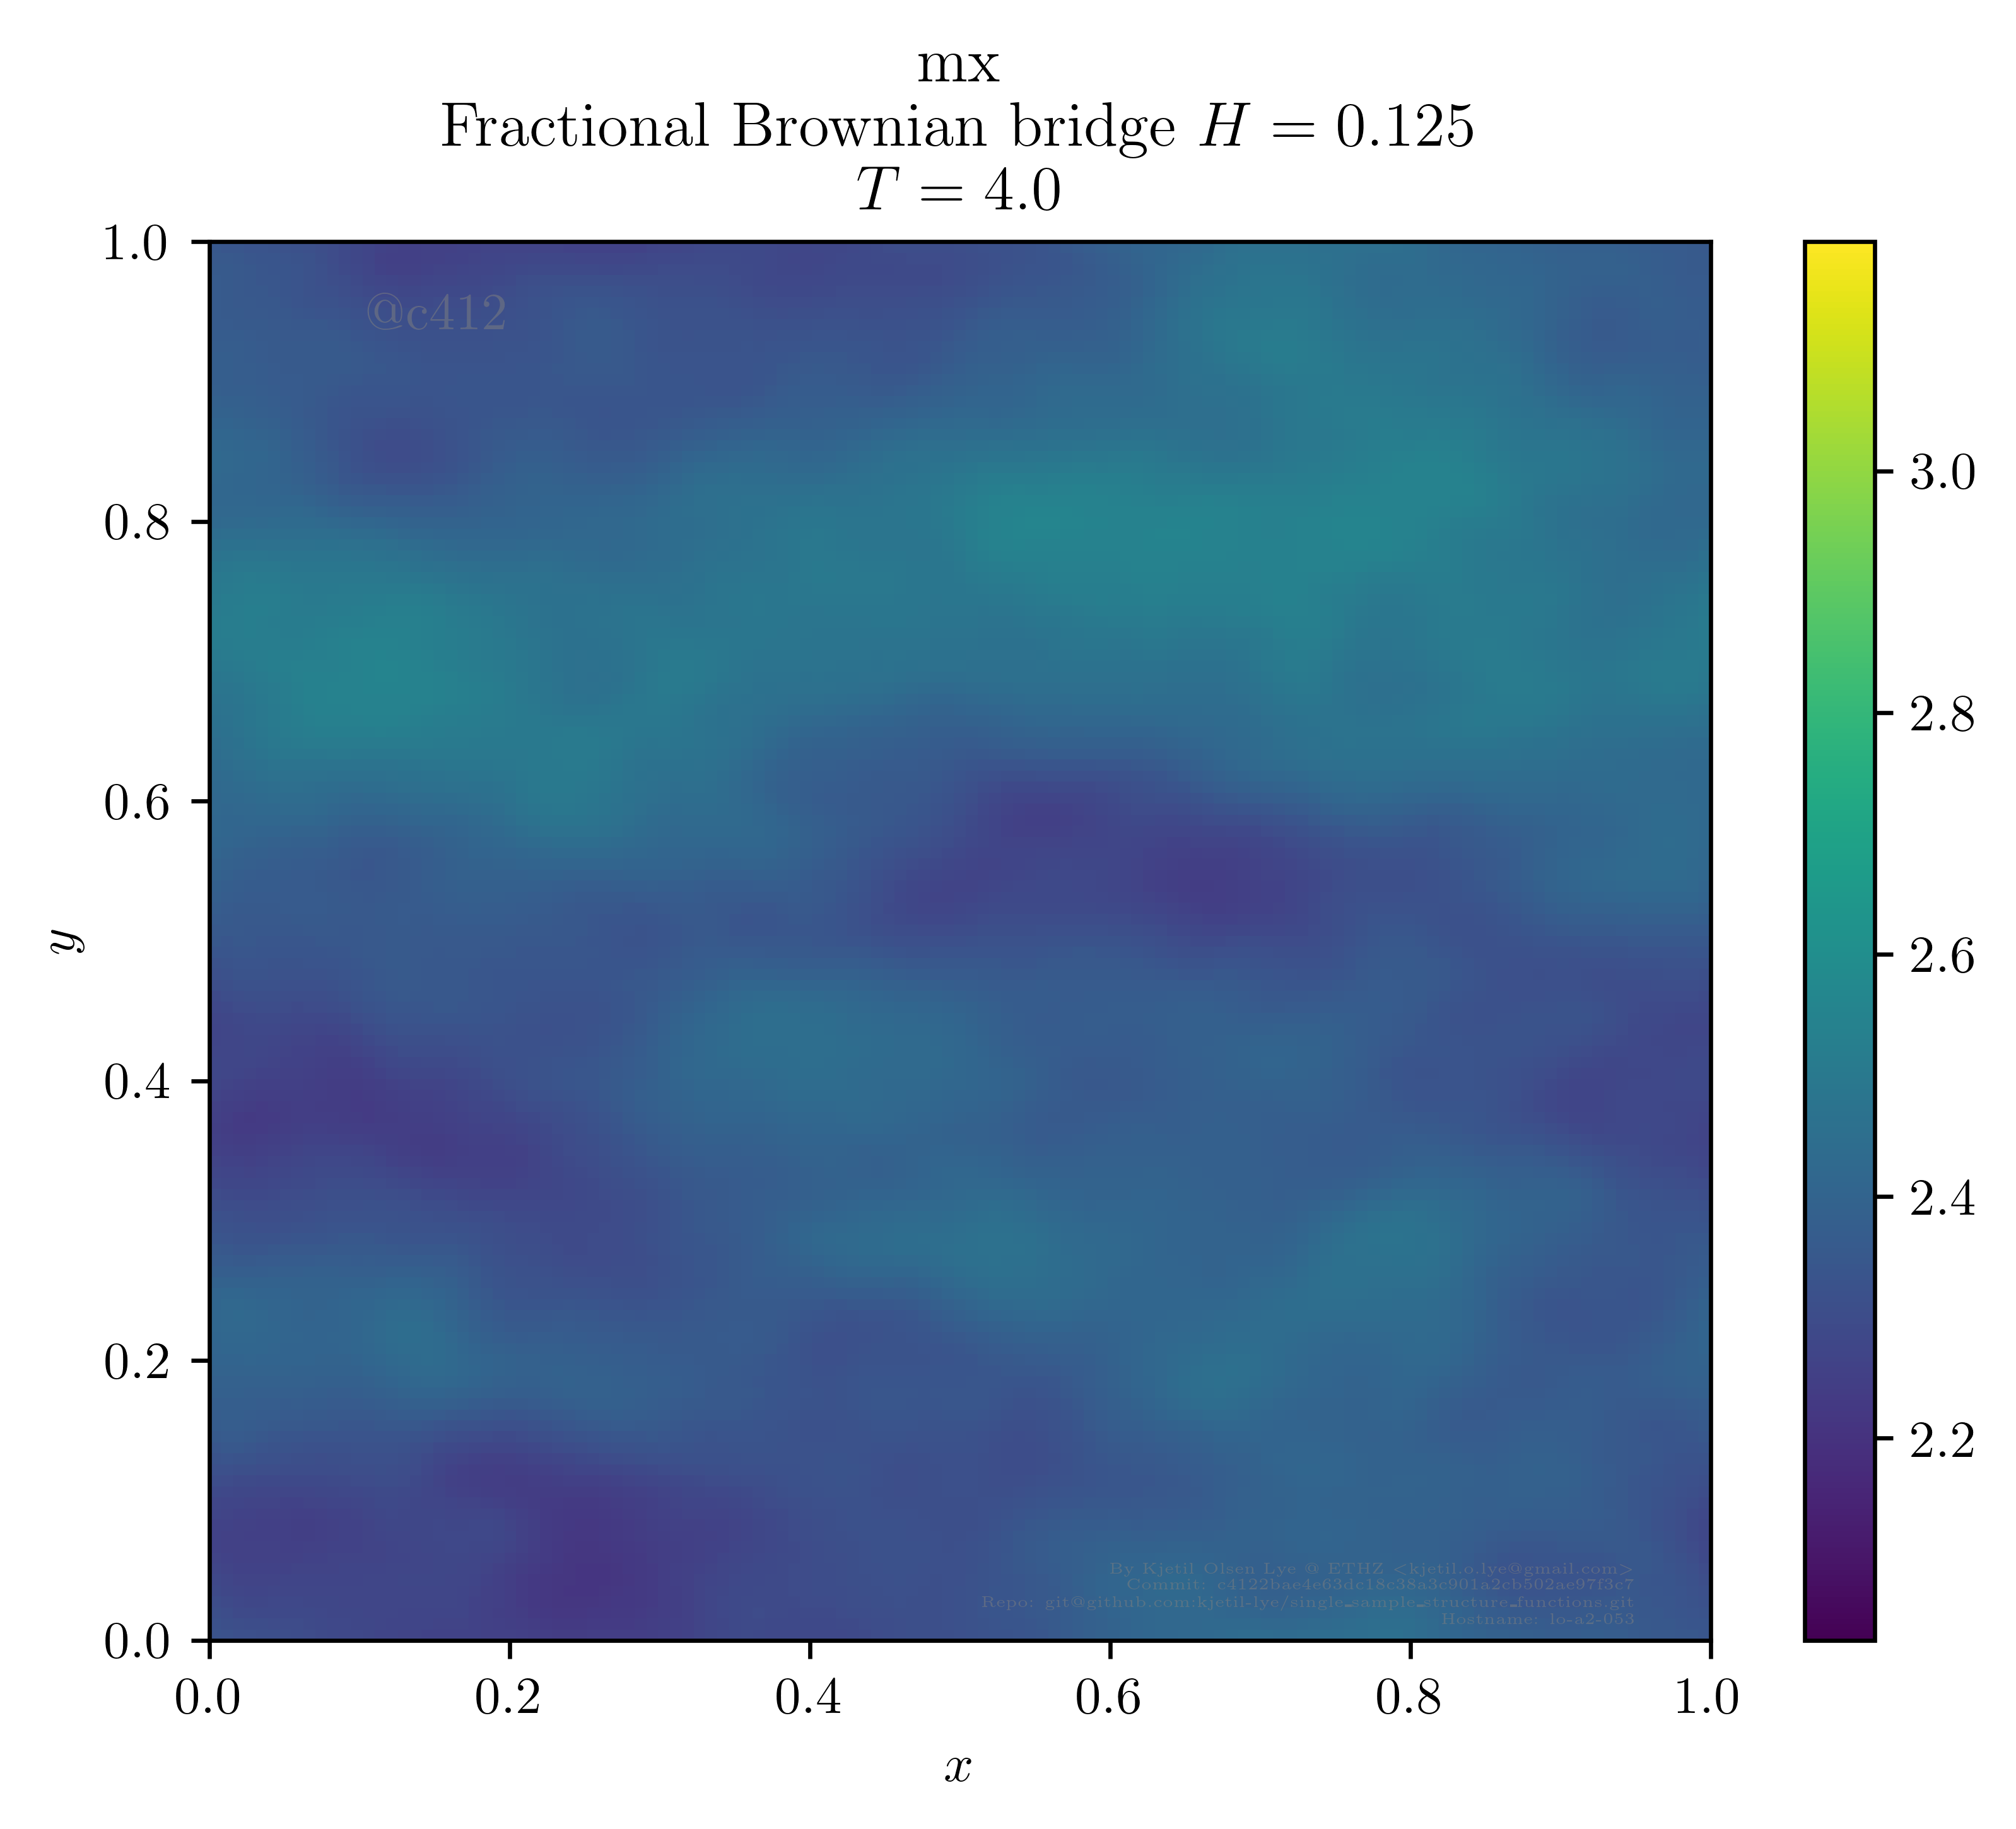 mx
Fractional Brownian bridge H = 0.125
T = 4.0
1.0
@c412
3.0
0.8
2.8
0.6
y
2.6
0.4
2.4
0.2
2.2
By Kjetil Olsen Lye @ ETHZ <kjetil.o.lye@gmail.com>
Commit: c4122bae4e63dc18c38a3c901a2cb502ae97f3c7
Repo: git@github.com:kjetil-lye/single_sample_structure_functions.git
Hostname: lo-a2-053
0.0
0.0 0.2 0.4 0.6 0.8 1.0
x